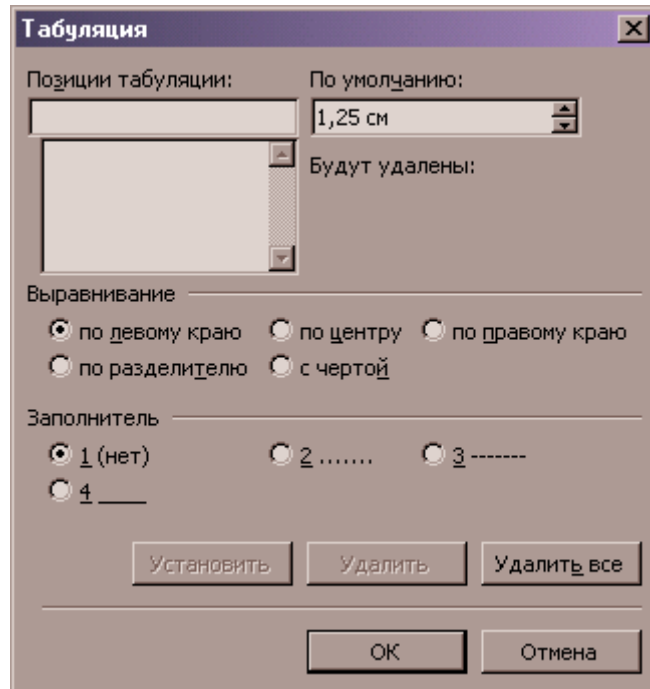 Табуляция
Позиции табуляции: По умолчанию:
1,25 см
Будут удалены:
Выравнивание
по левому краю по центру по правому краю
по разделителю с чертой
Заполнитель
1 (нет) 2 ....... 3 -------
4 ____
Установить Удалить Удалить все
ОК Отмена